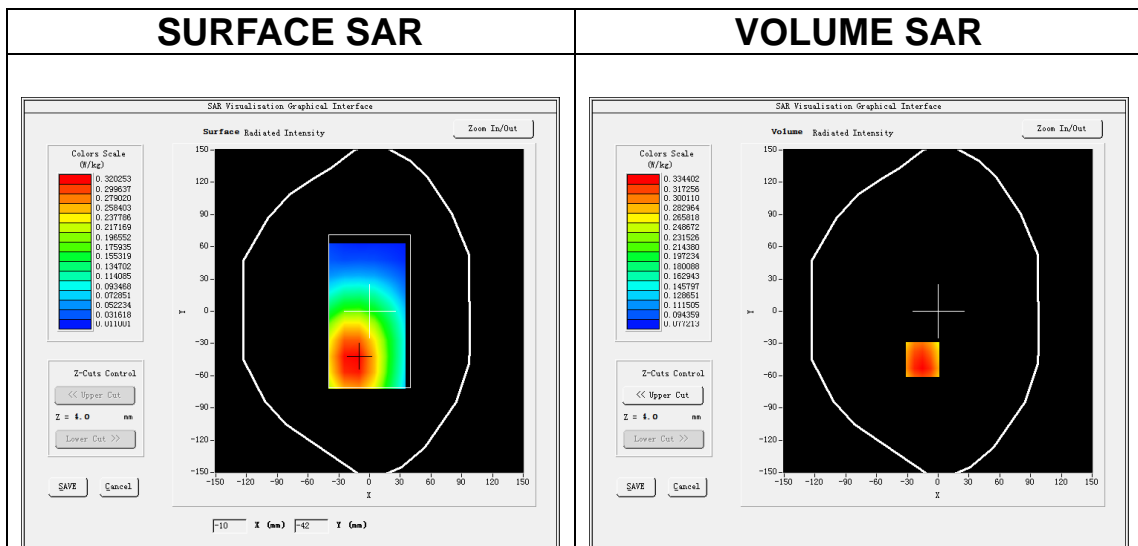 SURFACE SAR
VOLUME SAR
SAR Visualisation Graphical Interface
Surface Radiated Intensity
Zoom In/Out
Colors Scale
(W/kg)
0.320253
0.299637
0.279020
0.258403
0.237786
0.217169
0.196552
0.175935
0.155319
0.134702
0.114085
0.093468
0.072851
0.052234
0.031618
0.011001
150
120
90
60
30
0
-30
-60
-90
-120
-150
Y
-150 -120 -90 -60 -30 0 30 60 90 120 150
X
Z-Cuts Control
<< Upper Cut
Z = 4.0 mm
Lower Cut >>
SAVE Cancel
-10 X (mm) -42 Y (mm)
SAR Visualisation Graphical Interface
Volume Radiated Intensity
Zoom In/Out
Colors Scale
(W/kg)
0.334402
0.317256
0.300110
0.282964
0.265818
0.248672
0.231526
0.214380
0.197234
0.180088
0.162943
0.145797
0.128651
0.111505
0.094359
0.077213
150
120
90
60
30
0
-30
-60
-90
-120
-150
Y
-150 -120 -90 -60 -30 0 30 60 90 120 150
X
Z-Cuts Control
<< Upper Cut
Z = 4.0 mm
Lower Cut >>
SAVE Cancel